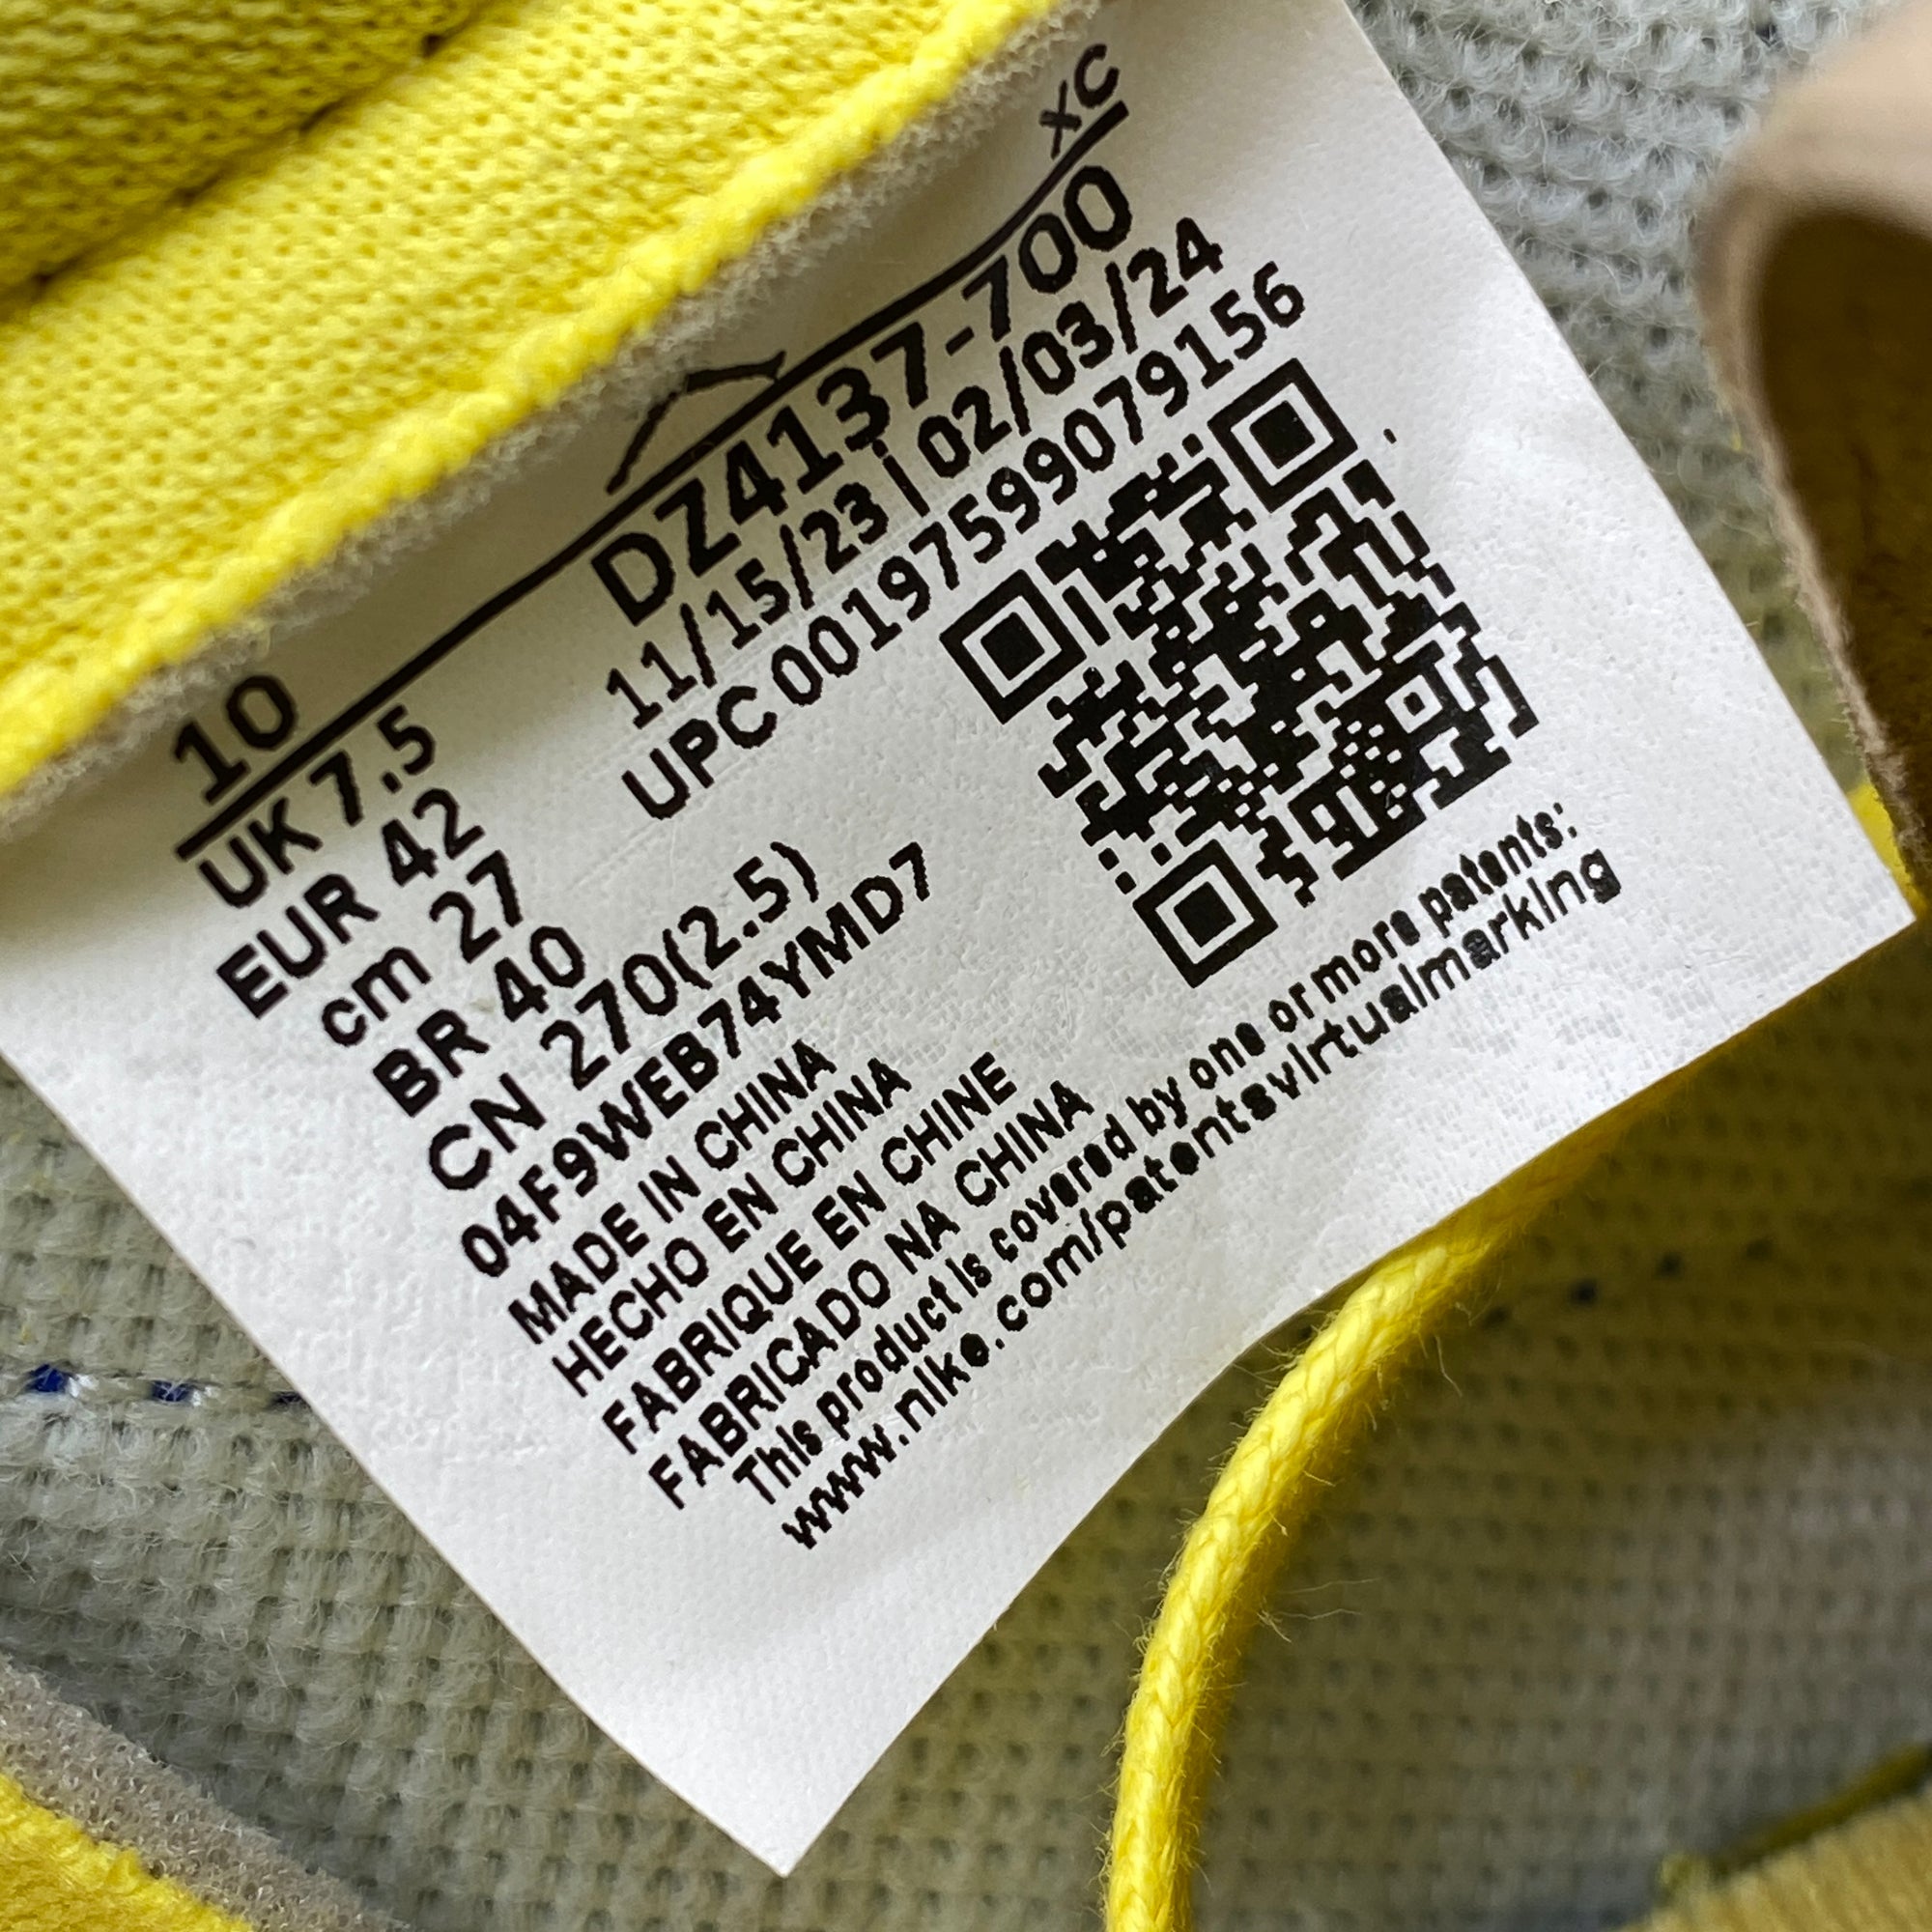 XC
10
DZ4137-700
UK 7.5
11/15/23 | 02/03/24
EUR 42
UPC 00197599079156
cm 27
BR 40
CN 270(2.5)
04F9WEB74YMD7
MADE IN CHINA
HECHO EN CHINA
FABRIQUE EN CHINE
FABRICADO NA CHINA
This product is covered by one or more patents:
www.nike.com/patentsvirtualmarking